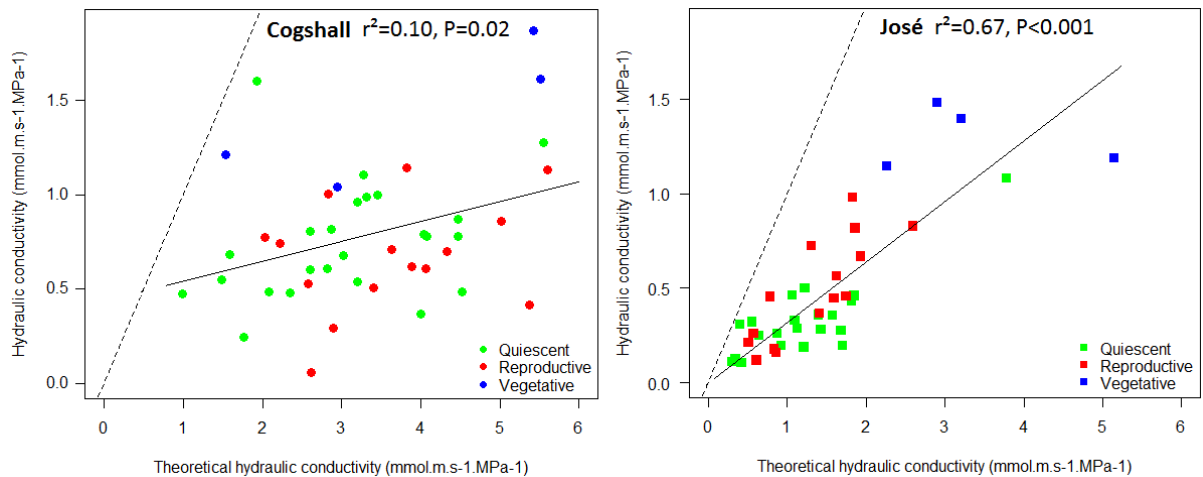 Cogshall r²=0.10, P=0.02
Hydraulic conductivity (mmol.m.s-1.MPa-1)
1.5
1.0
0.5
0.0
Quiescent
Reproductive
Vegetative
0 1 2 3 4 5 6
Theoretical hydraulic conductivity (mmol.m.s-1.MPa-1)
José r²=0.67, P<0.001
Hydraulic conductivity (mmol.m.s-1.MPa-1)
1.5
1.0
0.5
0.0
Quiescent
Reproductive
Vegetative
0 1 2 3 4 5 6
Theoretical hydraulic conductivity (mmol.m.s-1.MPa-1)